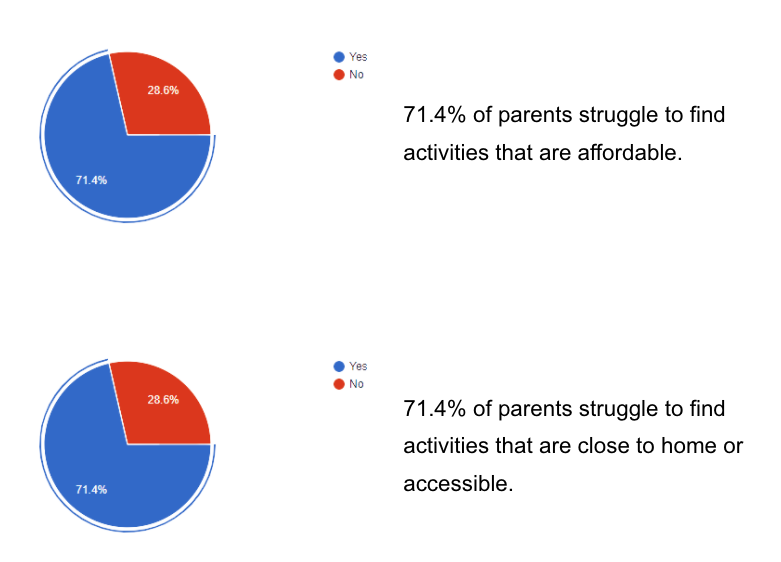 Yes
No
28.6%
71.4%
71.4% of parents struggle to find
activities that are affordable.
Yes
No
28.6%
71.4%
71.4% of parents struggle to find
activities that are close to home or
accessible.